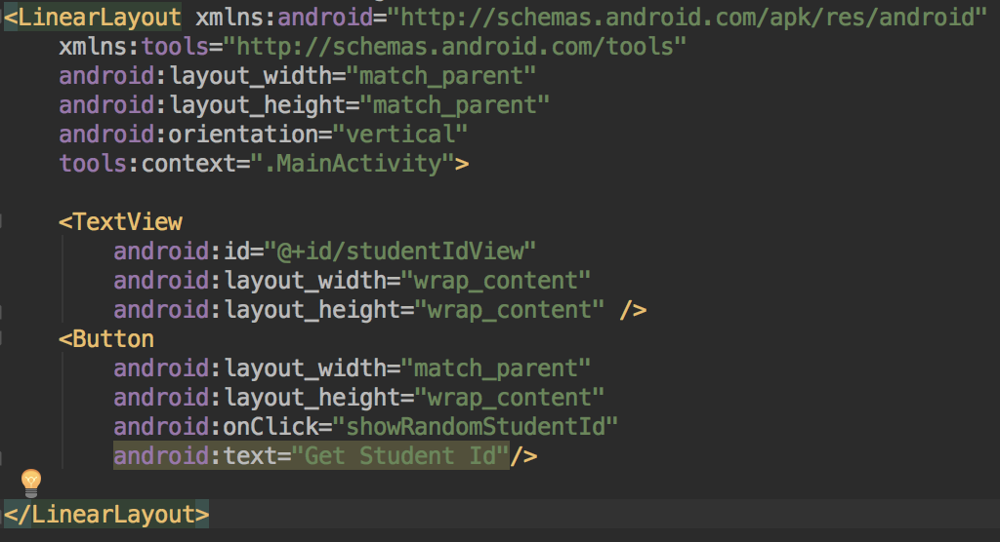 <LinearLayout xmlns:android="http://schemas.android.com/apk/res/android"
    xmlns:tools="http://schemas.android.com/tools"
    android:layout_width="match_parent"
    android:layout_height="match_parent"
    android:orientation="vertical"
    tools:context=".MainActivity">

    <TextView
        android:id="@+id/studentIdView"
        android:layout_width="wrap_content"
        android:layout_height="wrap_content" />
    <Button
        android:layout_width="match_parent"
        android:layout_height="wrap_content"
        android:onClick="showRandomStudentId"
        android:text="Get Student Id"/>

</LinearLayout>